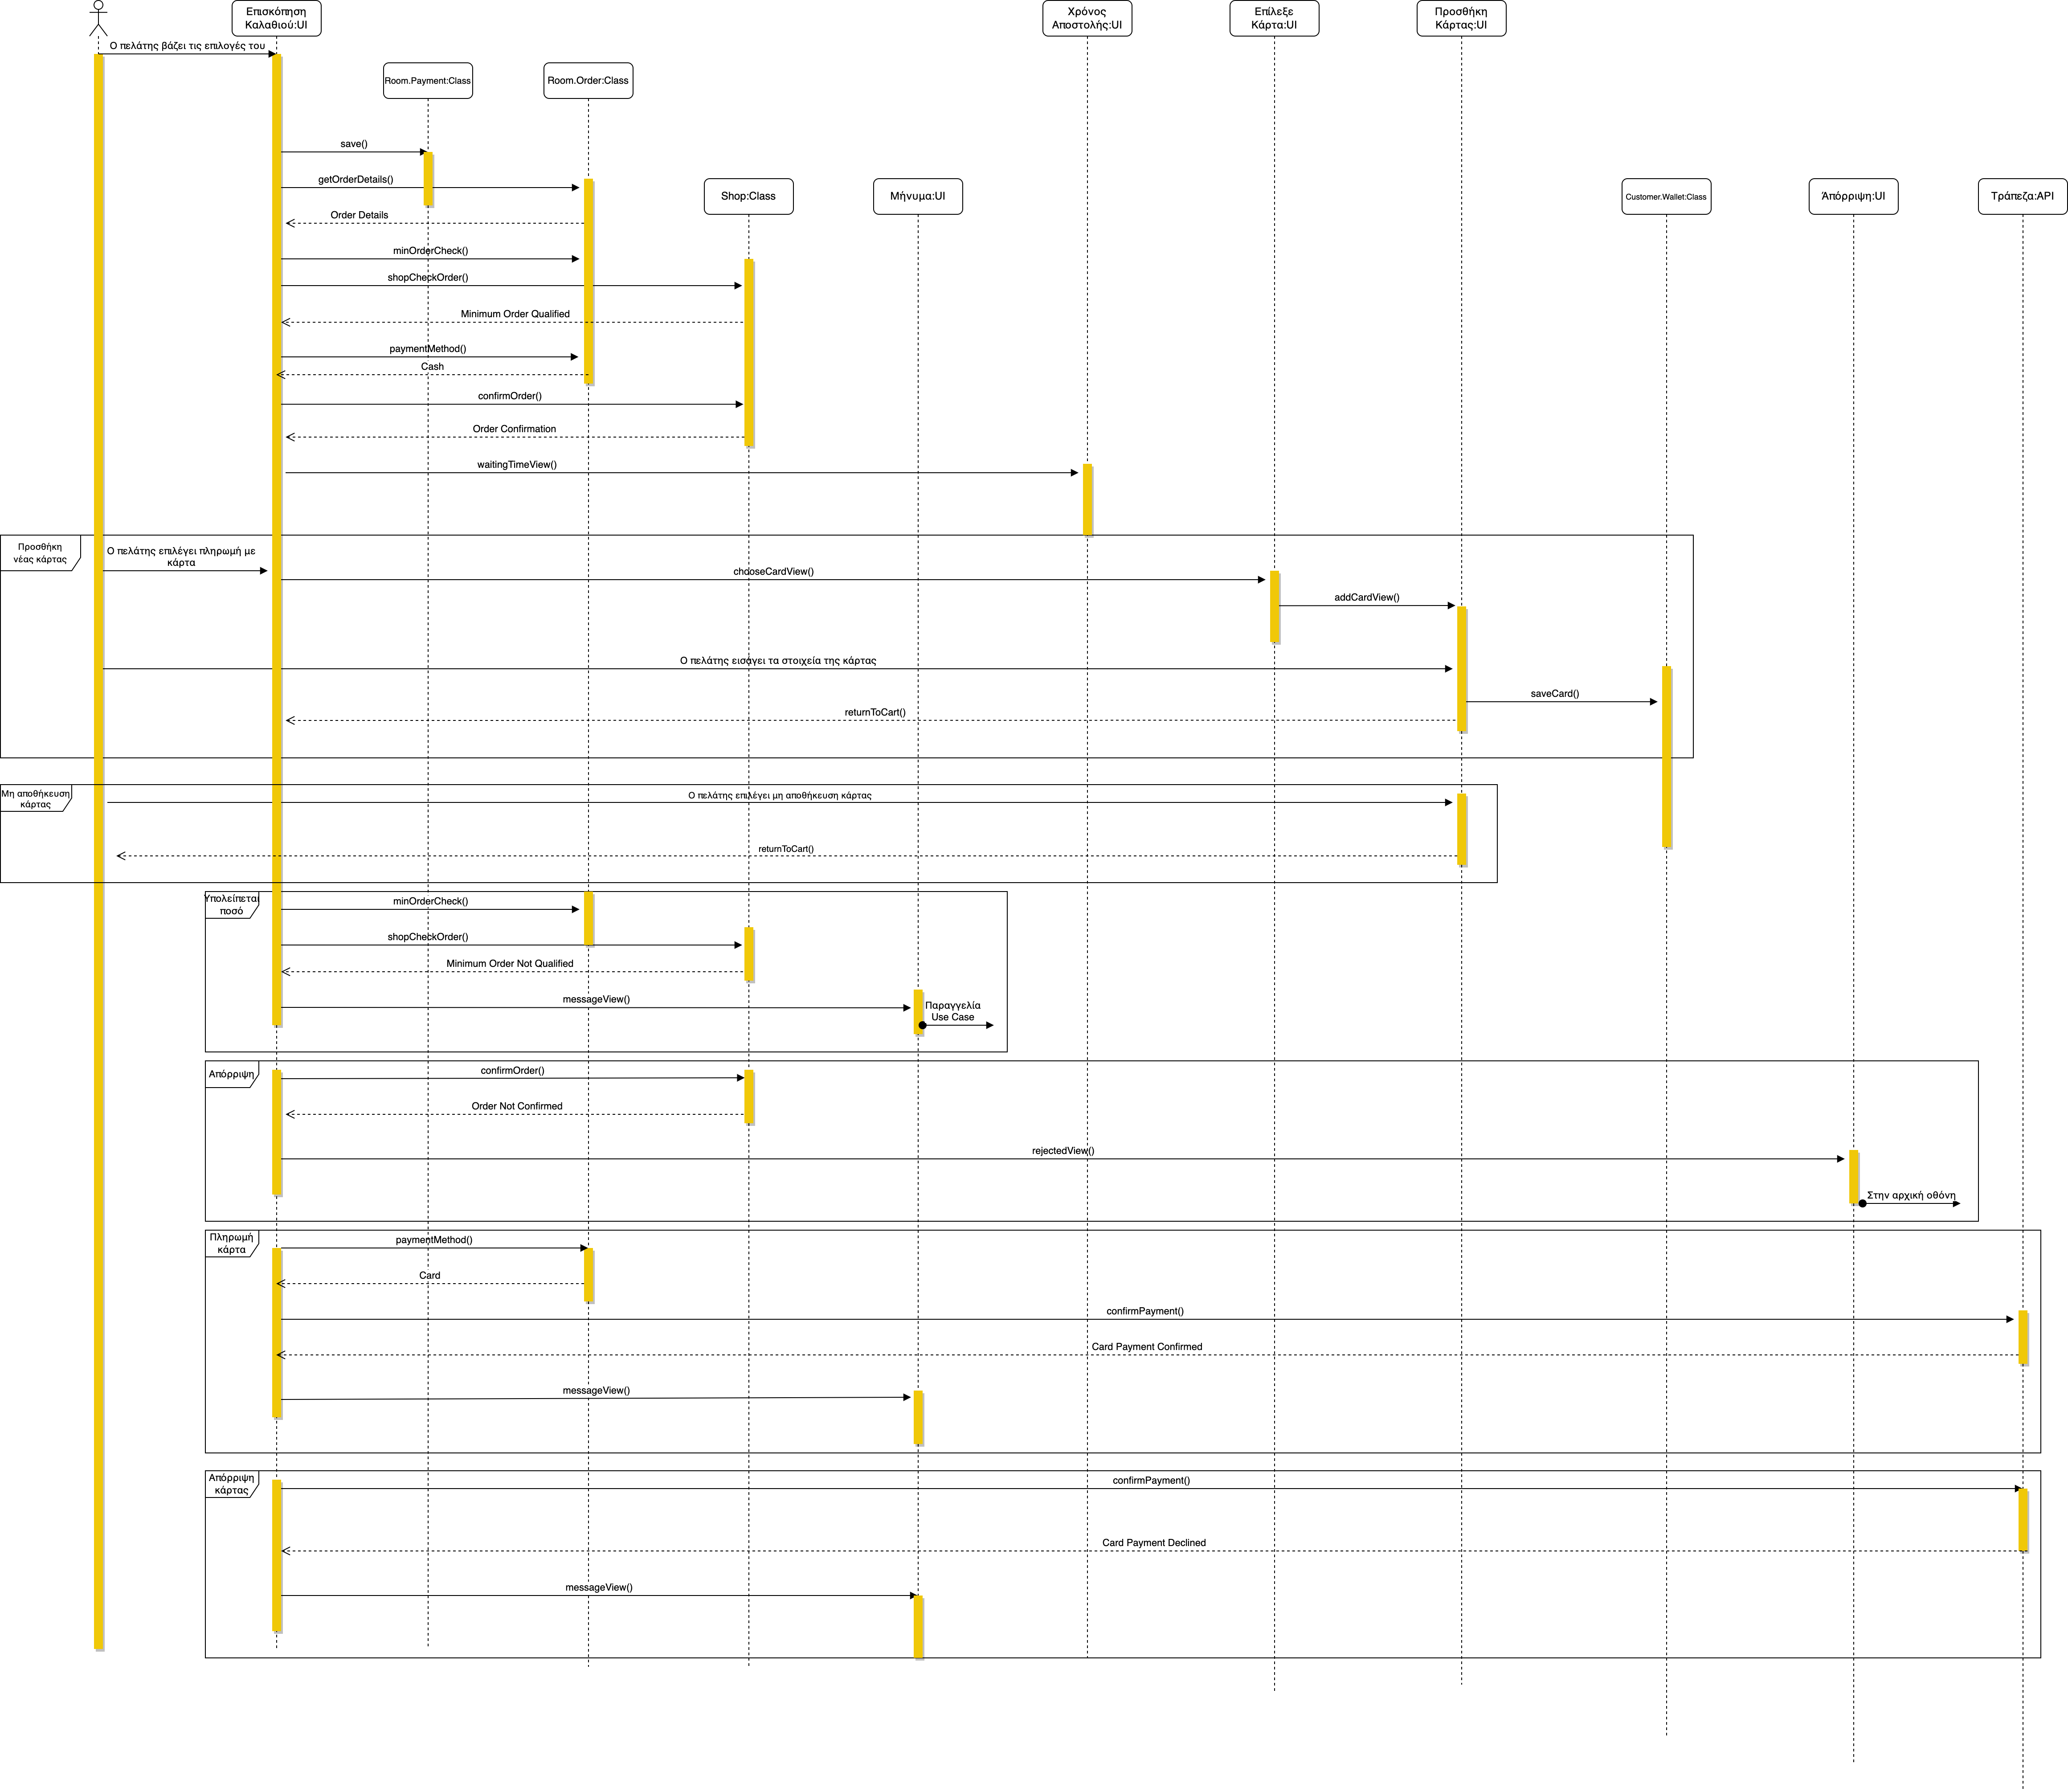 Επισκόπηση
Καλαθιού:UI
Χρόνος
Αποστολής:UI
Επίλεξε
Κάρτα:UI
Προσθήκη
Κάρτας:UI
Ο πελάτης βάζει τις επιλογές του
Room.Payment:Class
Room.Order:Class
save()
getOrderDetails()
Shop:Class
Μήνυμα:UI
Customer.Wallet:Class
Άπόρριψη:UI
Τράπεζα:API
Order Details
minOrderCheck()
shopCheckOrder()
Minimum Order Qualified
paymentMethod()
Cash
confirmOrder()
Order Confirmation
waitingTimeView()
Προσθήκη
νέας κάρτας
Ο πελάτης επιλέγει πληρωμή με
κάρτα
chooseCardView()
addCardView()
Ο πελάτης εισάγει τα στοιχεία της κάρτας
saveCard()
returnToCart()
Μη αποθήκευση
κάρτας
Ο πελάτης επιλέγει μη αποθήκευση κάρτας
returnToCart()
Υπολείπεται
ποσό
minOrderCheck()
shopCheckOrder()
Minimum Order Not Qualified
messageView()
Παραγγελία
Use Case
Απόρριψη
confirmOrder()
Order Not Confirmed
rejectedView()
Στην αρχική οθόνη
Πληρωμή
κάρτα
paymentMethod()
Card
confirmPayment()
Card Payment Confirmed
messageView()
Απόρριψη
κάρτας
confirmPayment()
Card Payment Declined
messageView()